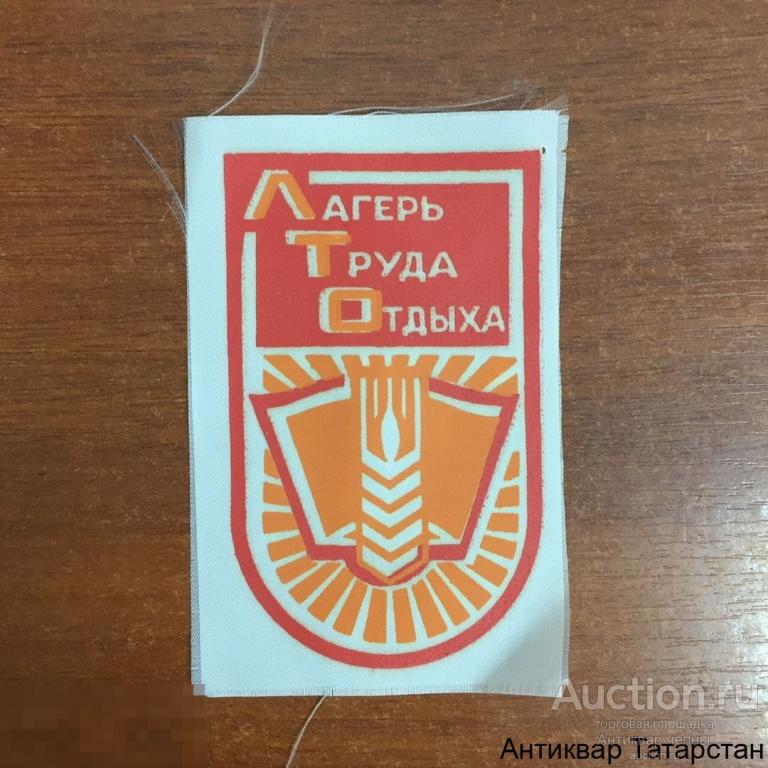 Лагерь
Труда
Отдыха
Auction.ru
торговая площадка
Антиквар Татарстан